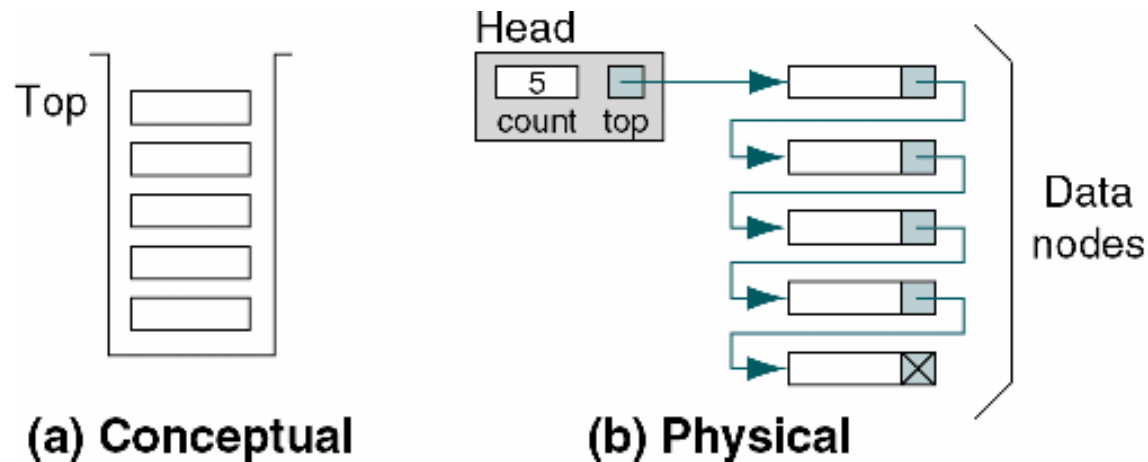 Top
(a) Conceptual
Head
5
count top
Data
nodes
(b) Physical